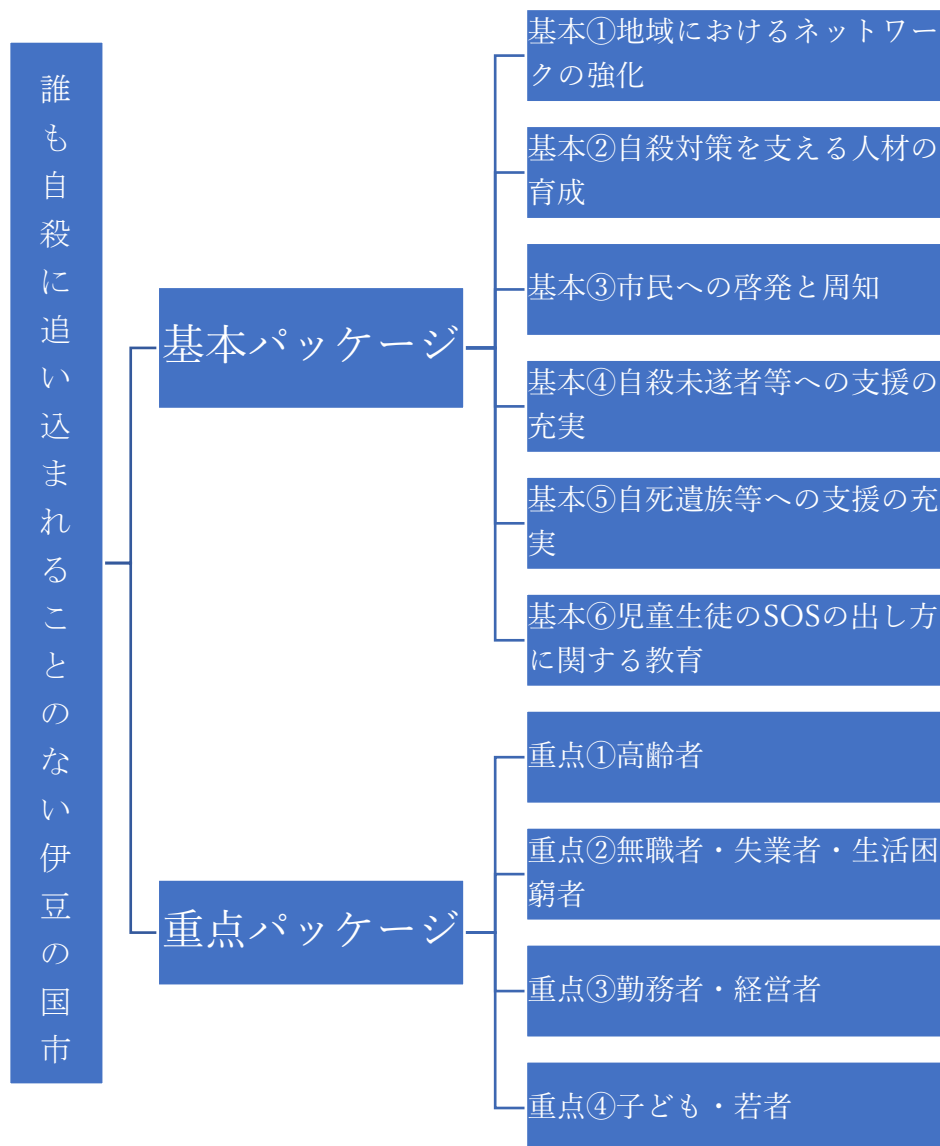 誰も自殺に追い込まれることのない伊豆の国市
基本パッケージ
基本①地域におけるネットワー
クの強化
基本②自殺対策を支える人材の
育成
基本③市民への啓発と周知
基本④自殺未遂者等への支援の
充実
基本⑤自死遺族等への支援の充
実
基本⑥児童生徒のSOSの出し方
に関する教育
重点パッケージ
重点①高齢者
重点②無職者・失業者・生活困
窮者
重点③勤務者・経営者
重点④子ども・若者